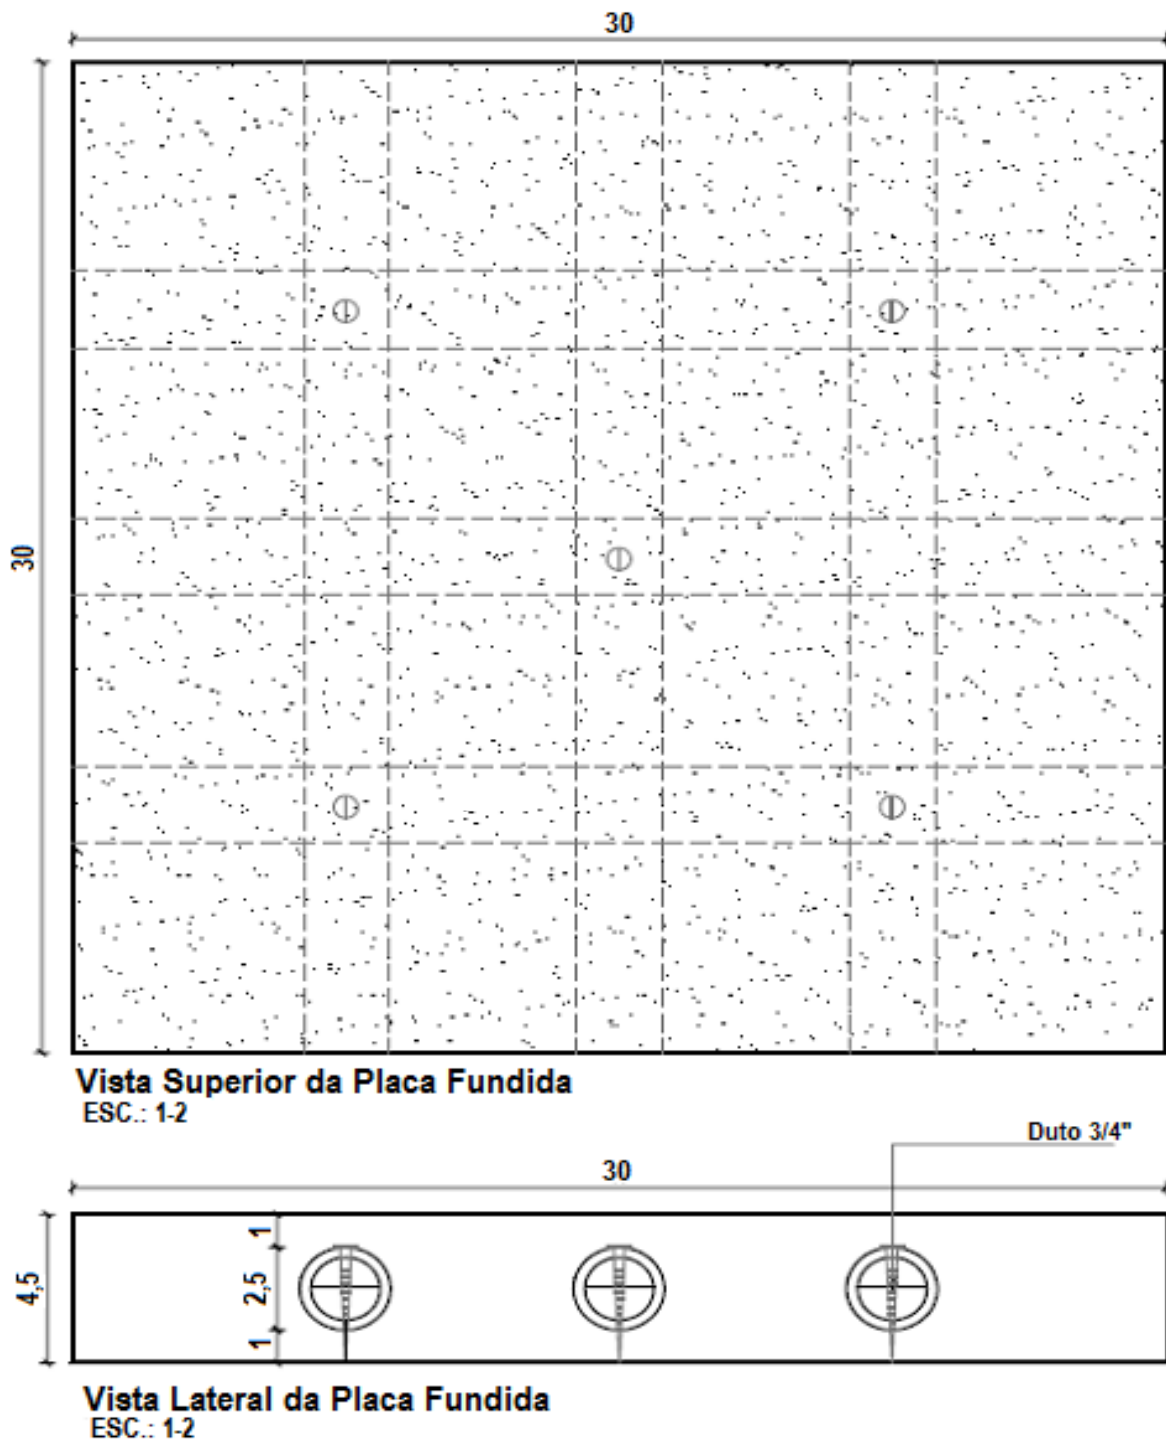 30
30
Vista Superior da Placa Fundida
ESC.: 1-2
Duto 3/4"
30
4,5
1
2,5
1
Vista Lateral da Placa Fundida
ESC.: 1-2